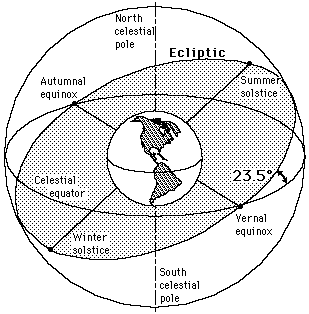 North
celestial
pole
Ecliptic
Autumnal
equinox
Summer
solstice
Celestial
equator
23.5°
Winter
solstice
Vernal
equinox
South
celestial
pole